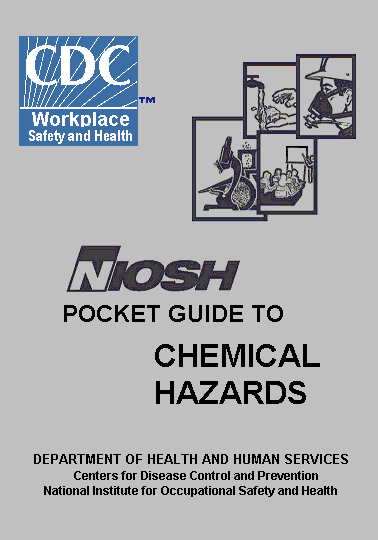 CDC
TM
Workplace
Safety and Health
NIOSH
POCKET GUIDE TO
CHEMICAL
HAZARDS
DEPARTMENT OF HEALTH AND HUMAN SERVICES
Centers for Disease Control and Prevention
National Institute for Occupational Safety and Health